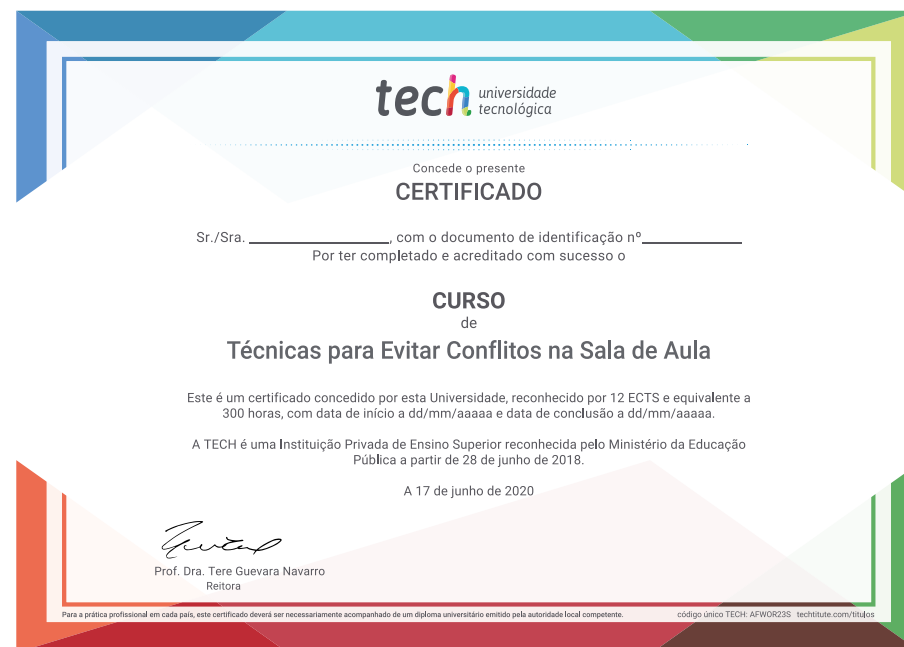 tech universidade
tecnológica
Concede o presente
CERTIFICADO
Sr./Sra. ____________, com o documento de identificação nº____________
Por ter completado e acreditado com sucesso o
CURSO
de
Técnicas para Evitar Conflitos na Sala de Aula
Este é um certificado concedido por esta Universidade, reconhecido por 12 ECTS e equivalente a
300 horas, com data de início a dd/mm/aaaaa e data de conclusão a dd/mm/aaaaa.
A TECH é uma Instituição Privada de Ensino Superior reconhecida pelo Ministério da Educação
Pública a partir de 28 de junho de 2018.
A 17 de junho de 2020
Prof. Dra. Tere Guevara Navarro
Reitora
Para a prática profissional em cada país, este certificado deverá ser necessariamente acompanhado de um diploma universitário emitido pela autoridade local competente. código único TECH: AFWOR23S techtitute.com/titulos